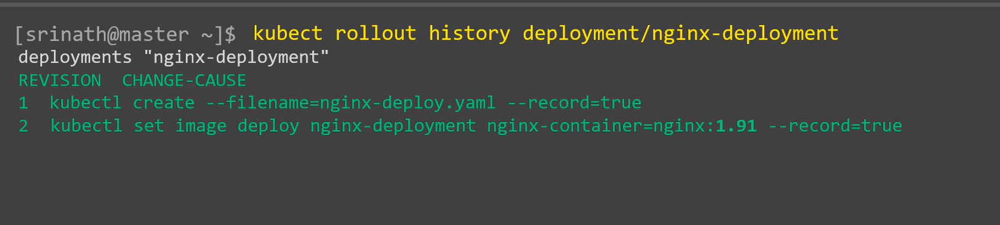 [srinath@master ~]$ kubect rollout history deployment/nginx-deployment
deployments "nginx-deployment"
REVISION  CHANGE-CAUSE
1  kubectl create --filename=nginx-deploy.yaml --record=true
2  kubectl set image deploy nginx-deployment nginx-container=nginx:1.91 --record=true